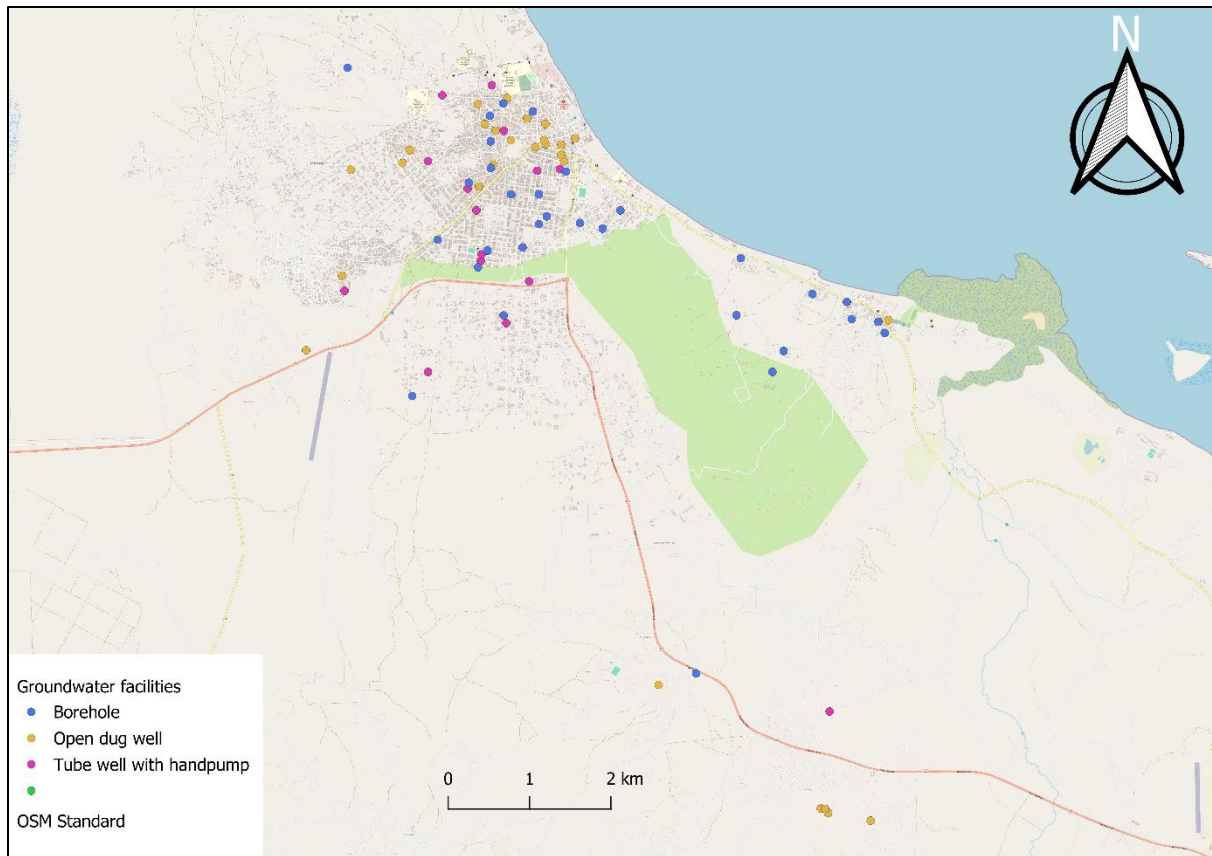 N
Groundwater facilities
Borehole
Open dug well
Tube well with handpump
OSM Standard
0 1 2 km